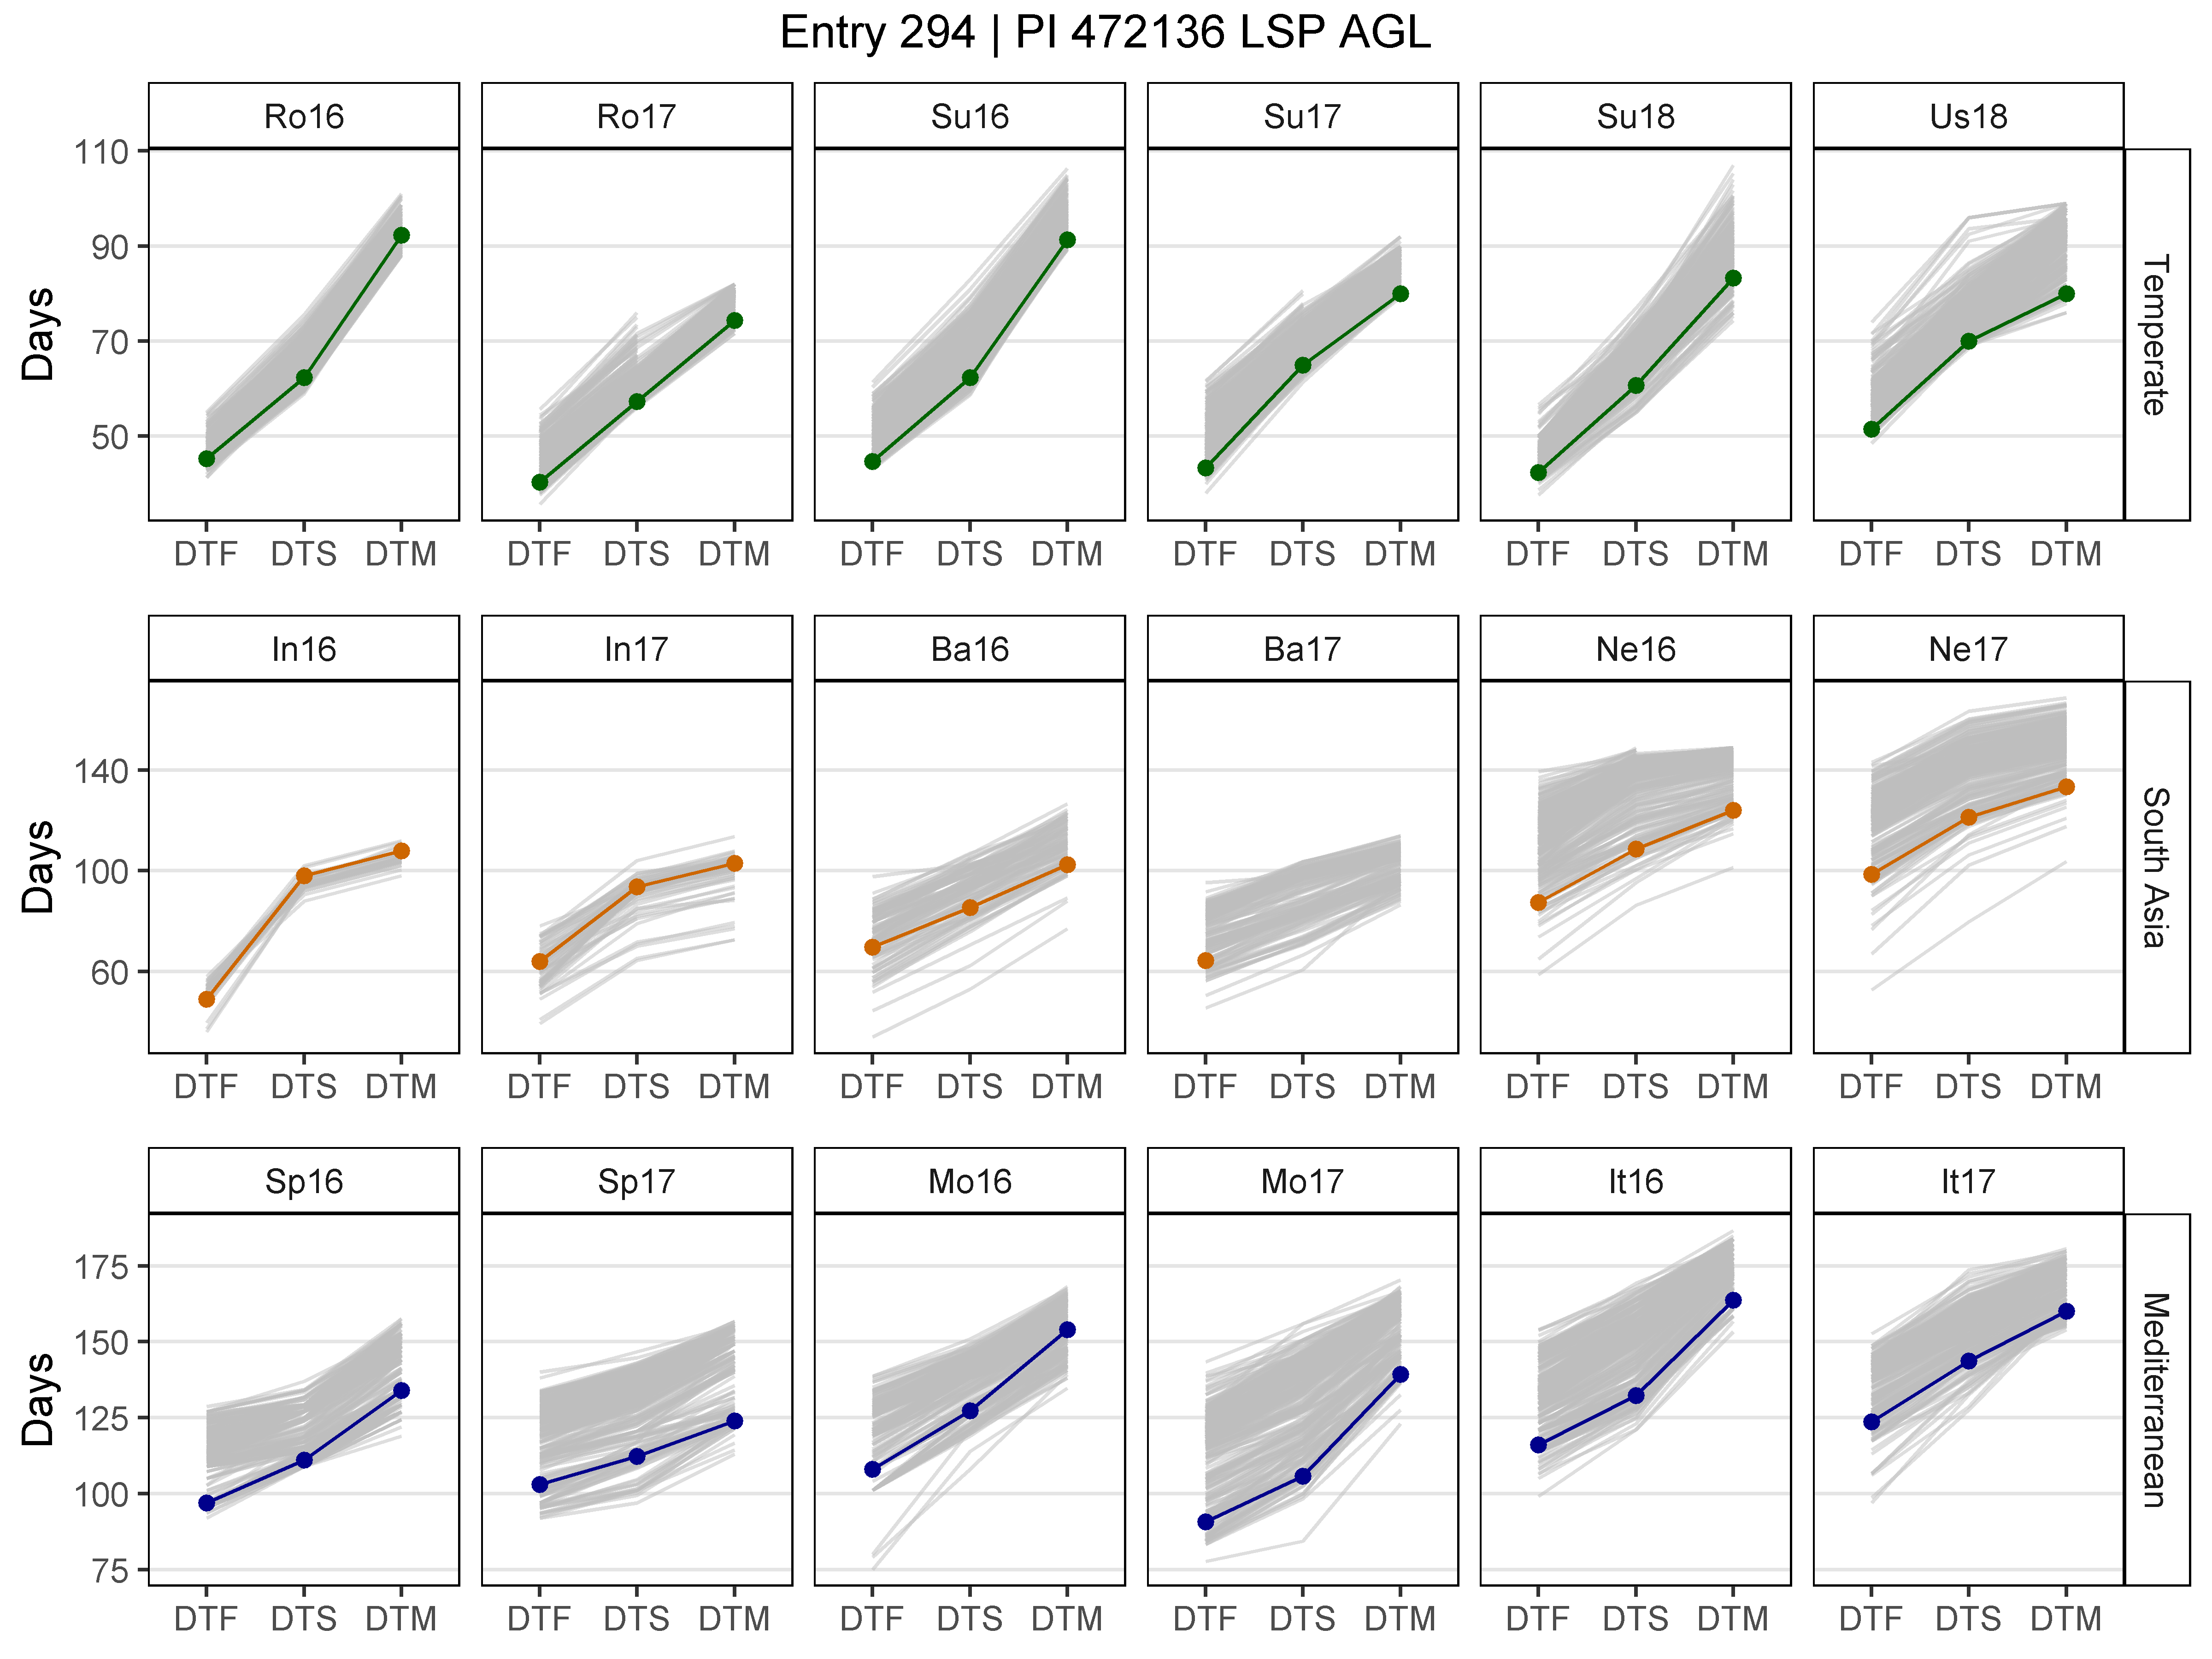 Entry 294 | PI 472136 LSP AGL
Ro16 Ro17 Su16 Su17 Su18 Us18
110
90
70
50
Days
Temperate
DTF DTS DTM DTF DTS DTM DTF DTS DTM DTF DTS DTM DTF DTS DTM DTF DTS DTM
In16 In17 Ba16 Ba17 Ne16 Ne17
140
100
60
Days
South Asia
DTF DTS DTM DTF DTS DTM DTF DTS DTM DTF DTS DTM DTF DTS DTM DTF DTS DTM
Sp16 Sp17 Mo16 Mo17 It16 It17
175
150
125
100
75
Days
Mediterranean
DTF DTS DTM DTF DTS DTM DTF DTS DTM DTF DTS DTM DTF DTS DTM DTF DTS DTM